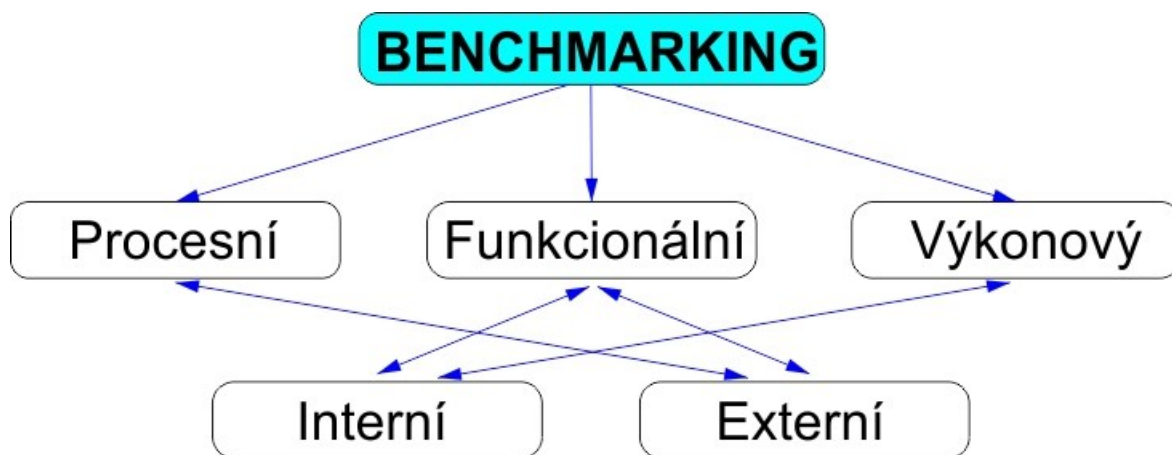 BENCHMARKING
Procesní
Funkcionální
Výkonový
Interní
Externí